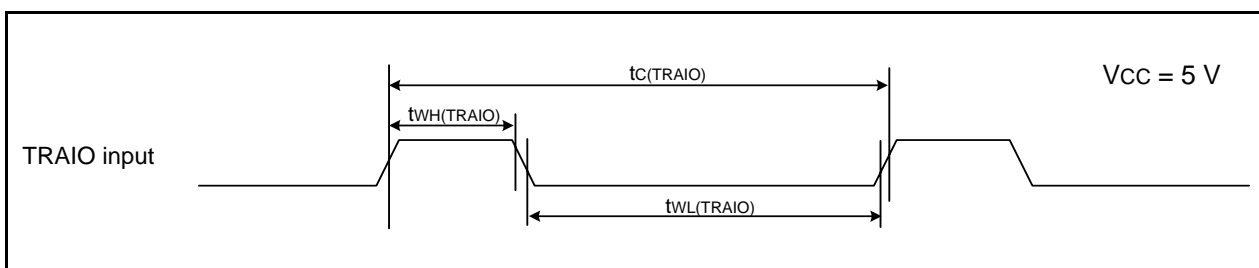 tC(TRAIO)
VCC = 5 V
tWH(TRAIO)
TRAIO input
tWL(TRAIO)